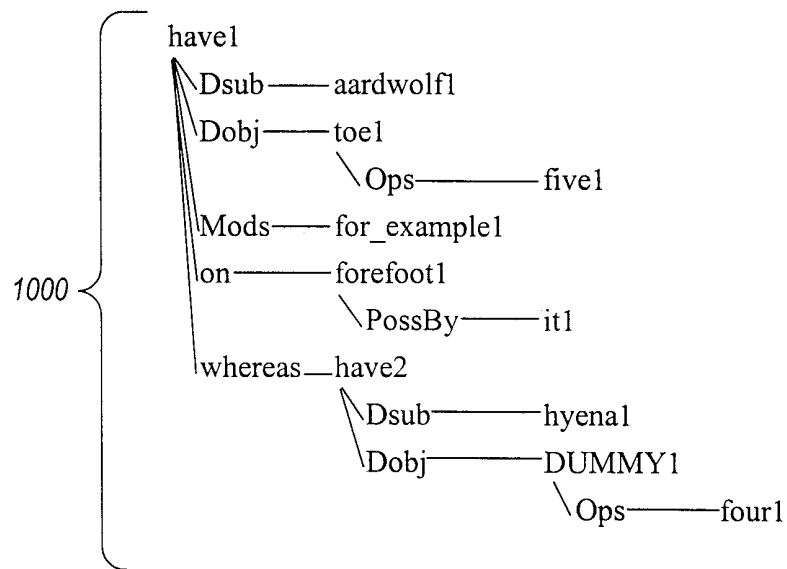 have1
Dsub aardwolf1
Dobj toe1
Ops five1
Mods for_example1
1000 on forefoot1
PossBy it1
whereas have2
Dsub hyena1
Dobj DUMMY1
Ops four1